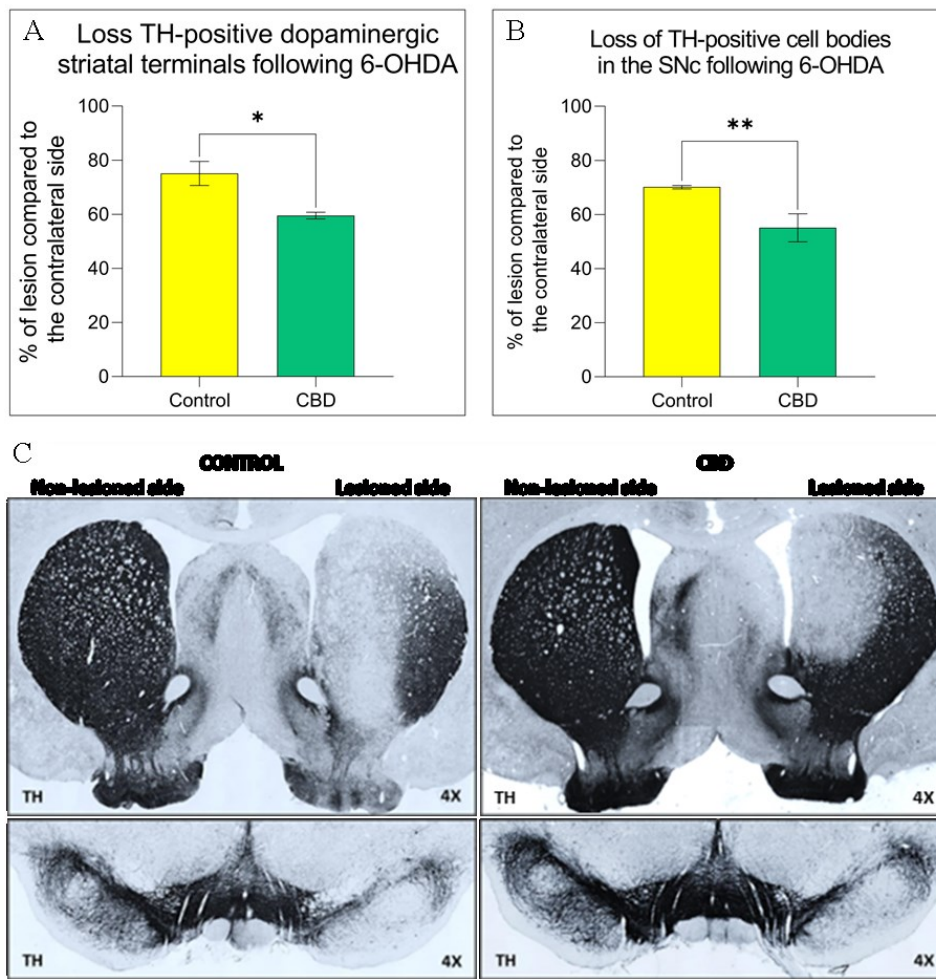 A
Loss TH-positive dopaminergic
striatal terminals following 6-OHDA
% of lesion compared to
the contralateral side
100
80
60
40
20
0
*
Control
CBD
B
Loss of TH-positive cell bodies
in the SNc following 6-OHDA
% of lesion compared to
the contralateral side
100
80
60
40
20
0
**
Control
CBD
C
CONTROL
Non-lesioned side
Lesioned side
TH
4X
TH
4X
CBD
Non-lesioned side
Lesioned side
TH
4X
TH
4X